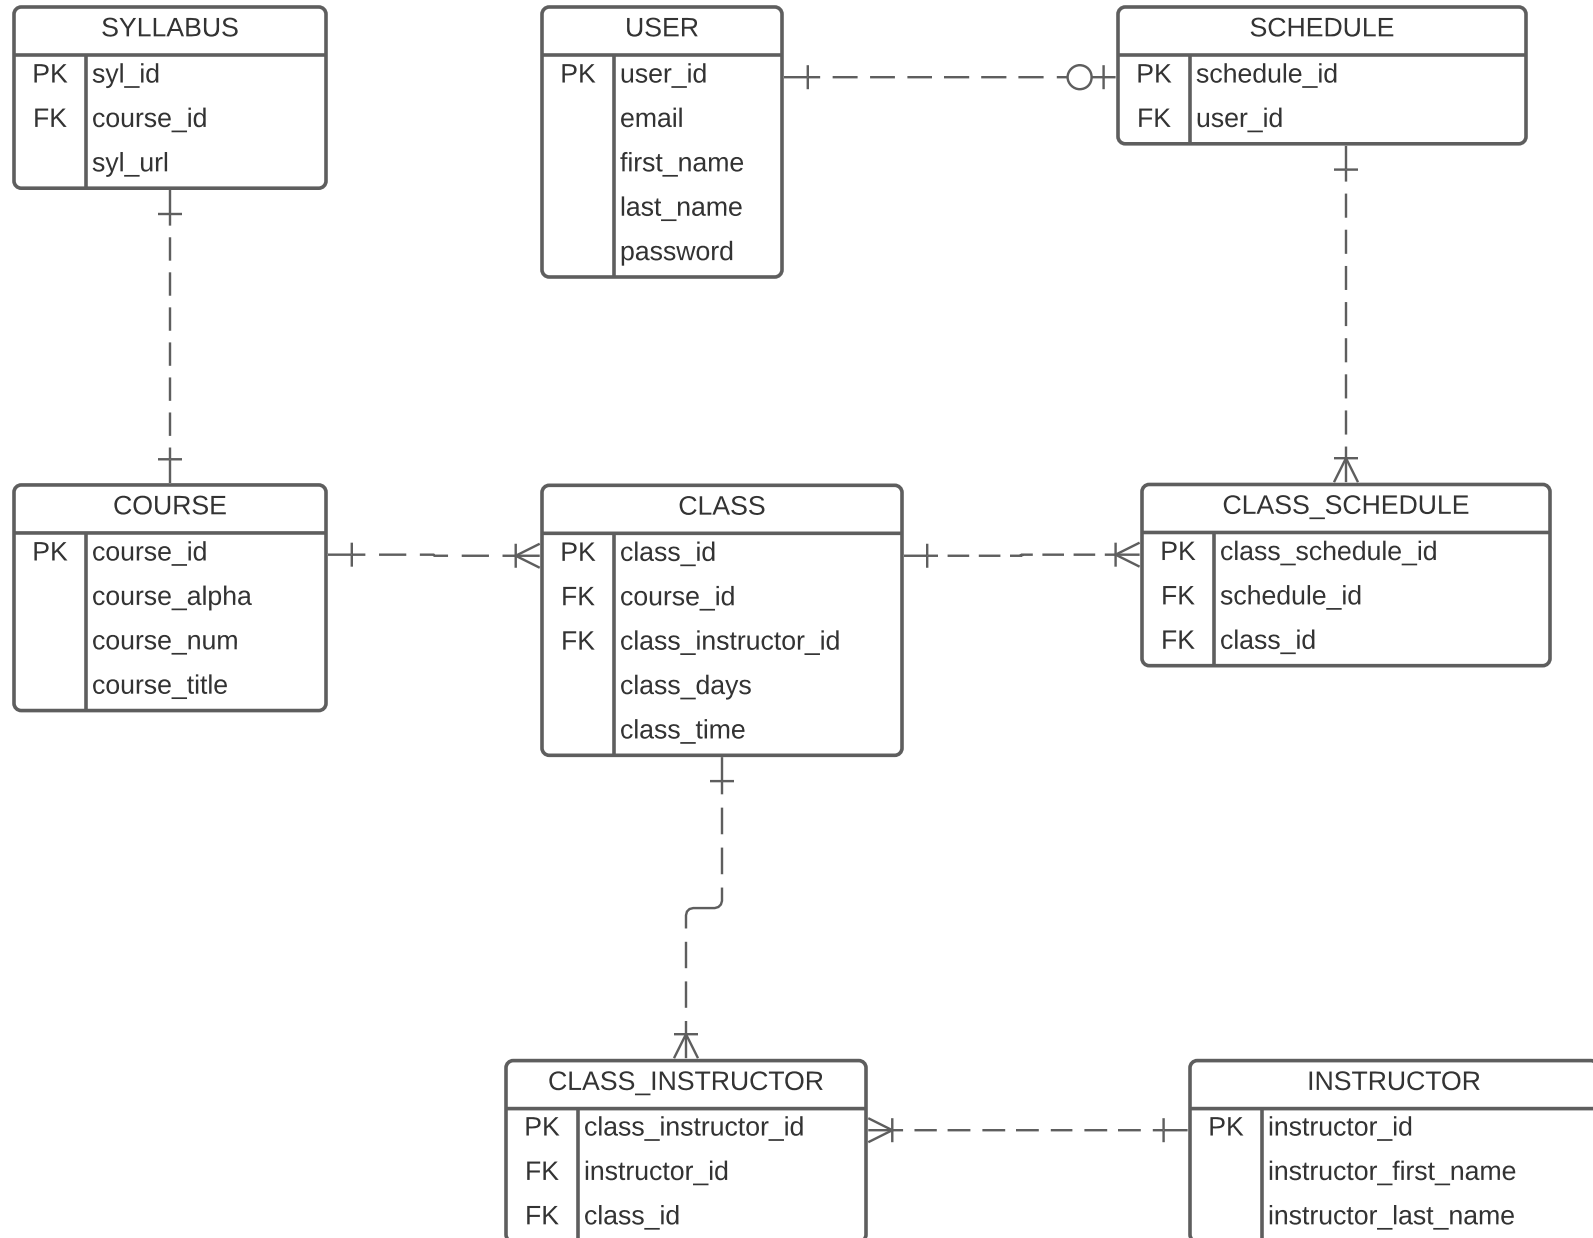 SYLLABUS
PK syl_id
FK course_id
syl_url
USER
PK user_id
email
first_name
last_name
password
SCHEDULE
PK schedule_id
FK user_id
COURSE
PK course_id
course_alpha
course_num
course_title
CLASS
PK class_id
FK course_id
FK class_instructor_id
class_days
class_time
CLASS_SCHEDULE
PK class_schedule_id
FK schedule_id
FK class_id
CLASS_INSTRUCTOR
PK class_instructor_id
FK instructor_id
FK class_id
INSTRUCTOR
PK instructor_id
instructor_first_name
instructor_last_name